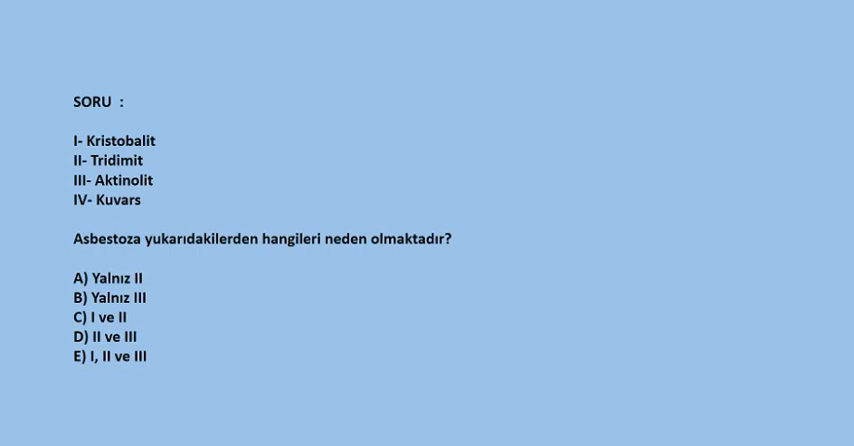 SORU  :
I- Kristobalit
II- Tridimit
III- Aktinolit
IV- Kuvars
Asbestoza yukarıdakilerden hangileri neden olmaktadır?
A) Yalnız II
B) Yalnız III
C) I ve II
D) II ve III
E) I, II ve III